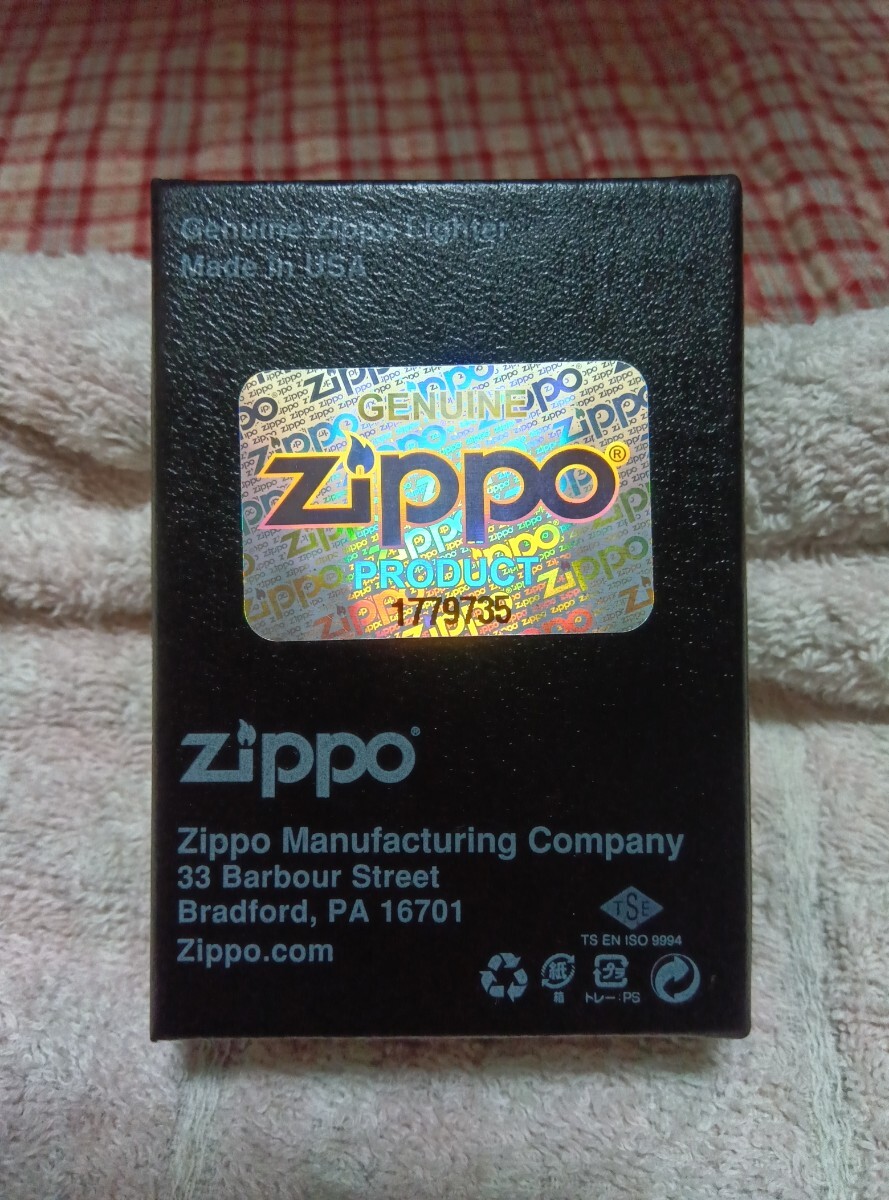 Genuine Zippo Lighter
Made in USA
GENUINE
Zippo®
PRODUCT
1779735
Zippo®
Zippo Manufacturing Company
33 Barbour Street
Bradford, PA 16701
Zippo.com
TSE
TS EN ISO 9994
紙
箱
プラ
トレー:PS